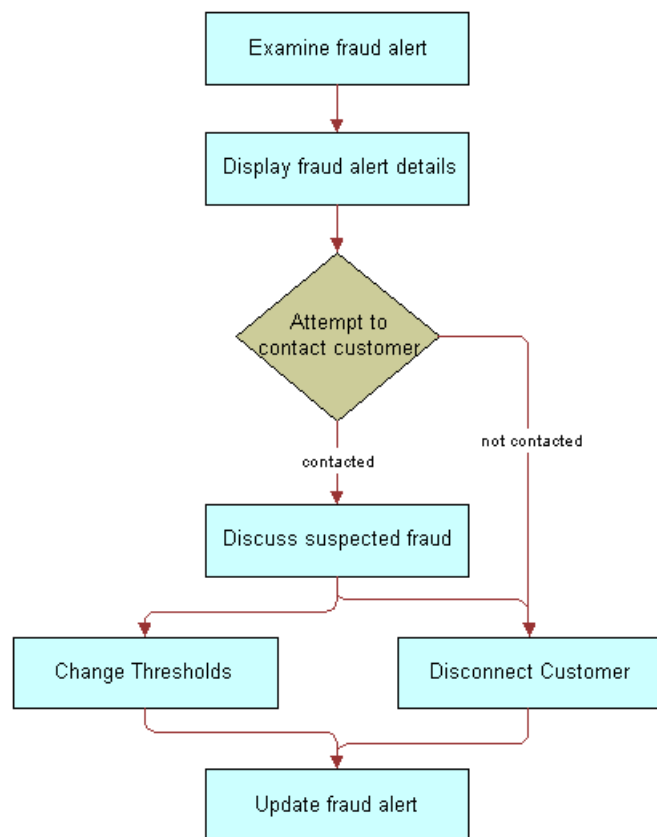 Examine fraud alert
Display fraud alert details
Attempt to
contact customer
not contacted
contacted
Discuss suspected fraud
Change Thresholds
Disconnect Customer
Update fraud alert